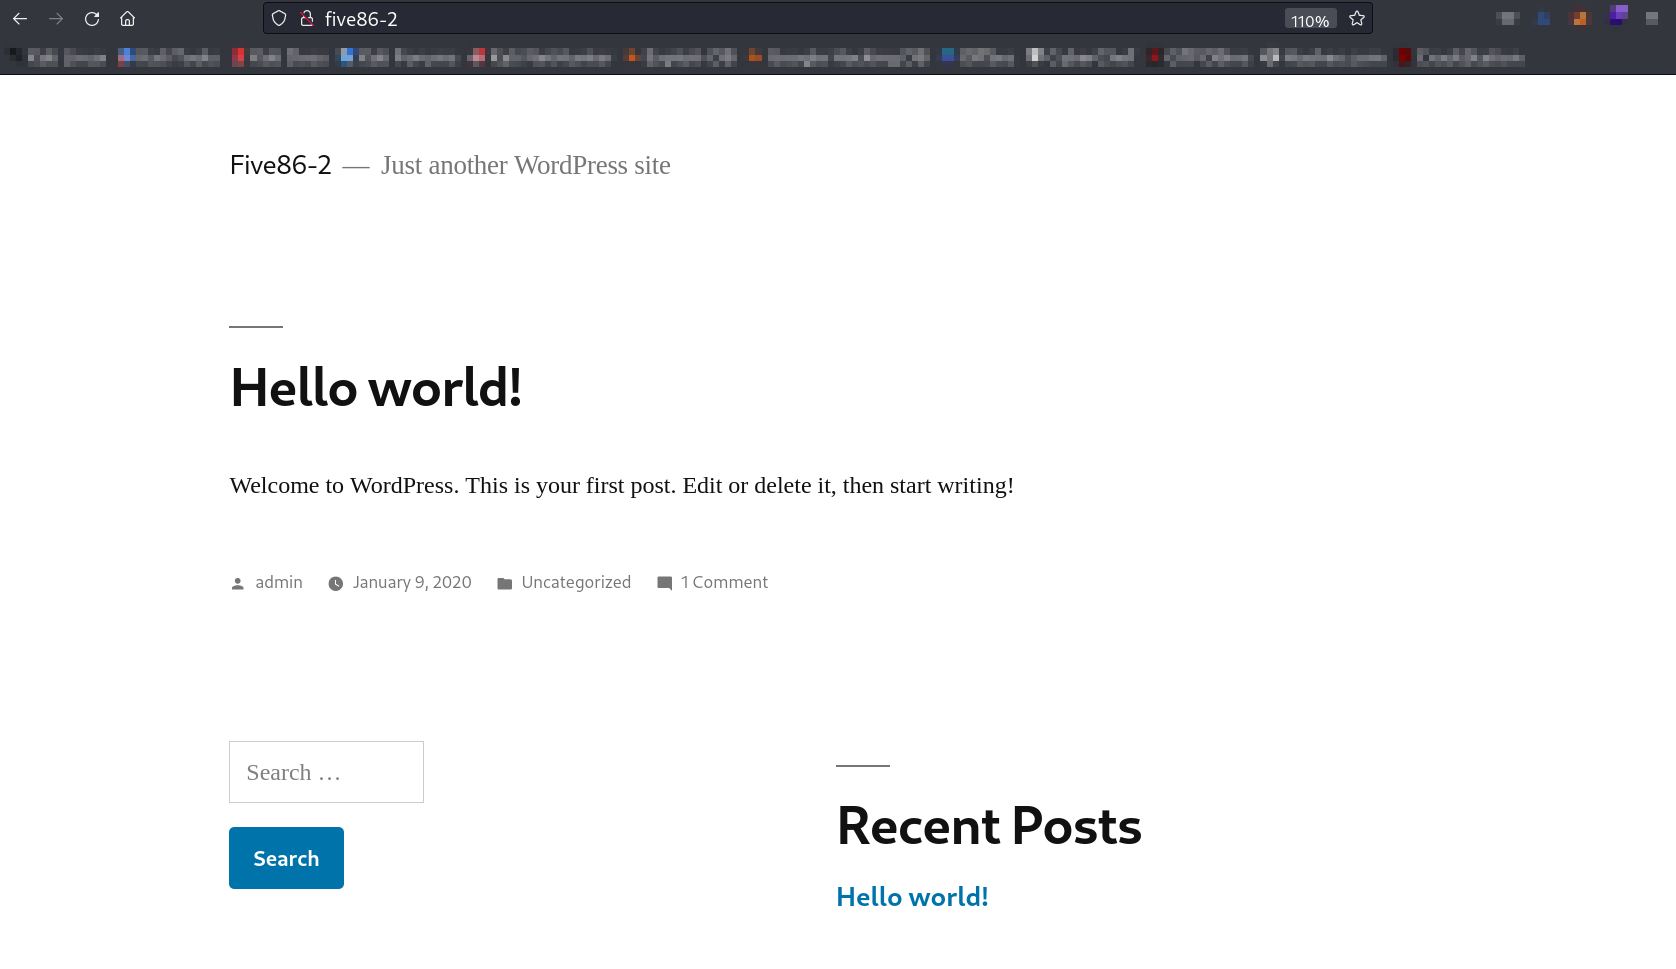 five86-2
110%
Five86-2 — Just another WordPress site
Hello world!
Welcome to WordPress. This is your first post. Edit or delete it, then start writing!
admin January 9, 2020 Uncategorized 1 Comment
Search …
Search
Recent Posts
Hello world!